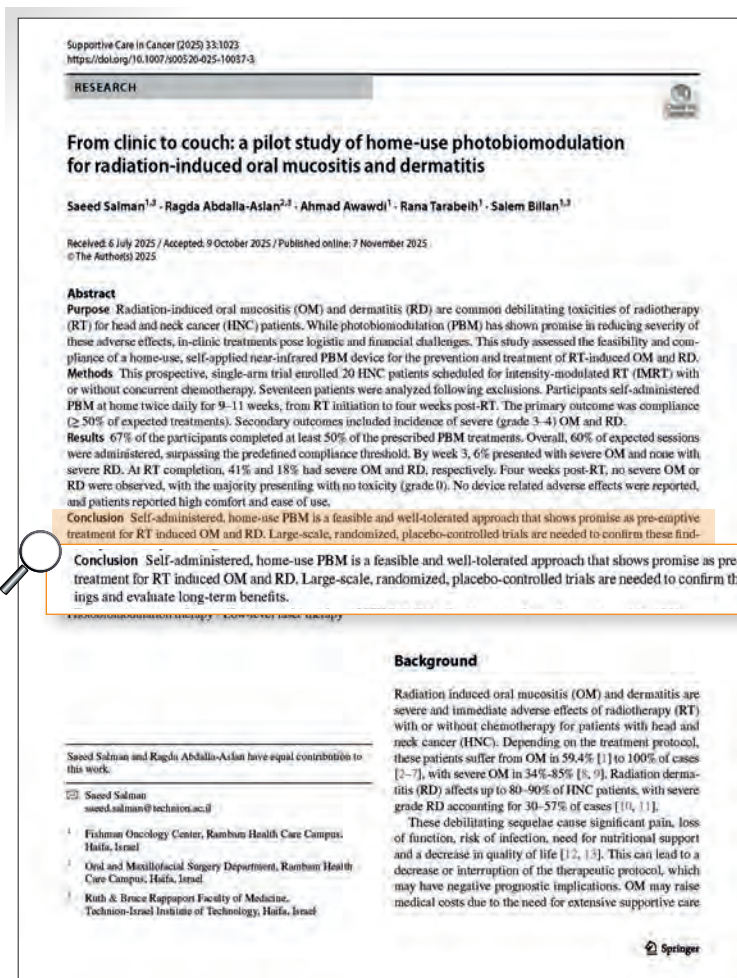 Supportive Care in Cancer (2025) 33:1023
https://doi.org/10.1007/s00520-025-10037-3
RESEARCH
From clinic to couch: a pilot study of home-use photobiomodulation
for radiation-induced oral mucositis and dermatitis
Saeed Salman1,3 · Ragda Abdalla-Aslan2,3 · Ahmad Awawdi1 · Rana Tarabeih1 · Salem Billan1,3
Received: 6 July 2025 / Accepted: 9 October 2025 / Published online: 7 November 2025
© The Author(s) 2025
Abstract
Purpose Radiation-induced oral mucositis (OM) and dermatitis (RD) are common debilitating toxicities of radiotherapy
(RT) for head and neck cancer (HNC) patients. While photobiomodulation (PBM) has shown promise in reducing severity of
these adverse effects, in-clinic treatments pose logistic and financial challenges. This study assessed the feasibility and com-
pliance of a home-use, self-applied near-infrared PBM device for the prevention and treatment of RT-induced OM and RD.
Methods This prospective, single-arm trial enrolled 20 HNC patients scheduled for intensity-modulated RT (IMRT) with
or without concurrent chemotherapy. Seventeen patients were analyzed following exclusions. Participants self-administered
PBM at home twice daily for 9–11 weeks, from RT initiation to four weeks post-RT. The primary outcome was compliance
(≥ 50% of expected treatments). Secondary outcomes included incidence of severe (grade 3–4) OM and RD.
Results 67% of the participants completed at least 50% of the prescribed PBM treatments. Overall, 60% of expected sessions
were administered, surpassing the predefined compliance threshold. By week 3, 6% presented with severe OM and none with
severe RD. At RT completion, 41% and 18% had severe OM and RD, respectively. Four weeks post-RT, no severe OM or
RD were observed, with the majority presenting with no toxicity (grade 0). No device related adverse effects were reported,
and patients reported high comfort and ease of use.
Conclusion Self-administered, home-use PBM is a feasible and well-tolerated approach that shows promise as pre-emptive
treatment for RT induced OM and RD. Large-scale, randomized, placebo-controlled trials are needed to confirm these find-
Conclusion Self-administered, home-use PBM is a feasible and well-tolerated approach that shows promise as pre
treatment for RT induced OM and RD. Large-scale, randomized, placebo-controlled trials are needed to confirm th
ings and evaluate long-term benefits.
Photobiomodulation therapy · Low-level laser therapy
Background
Radiation induced oral mucositis (OM) and dermatitis are
severe and immediate adverse effects of radiotherapy (RT)
with or without chemotherapy for patients with head and
neck cancer (HNC). Depending on the treatment protocol,
these patients suffer from OM in 59.4% [1] to 100% of cases
[2–7], with severe OM in 34%-85% [8, 9]. Radiation derma-
titis (RD) affects up to 80–90% of HNC patients, with severe
grade RD accounting for 30–57% of cases [10, 11].
These debilitating sequelae cause significant pain, loss
of function, risk of infection, need for nutritional support
and a decrease in quality of life [12, 13]. This can lead to a
decrease or interruption of the therapeutic protocol, which
may have negative prognostic implications. OM may raise
medical costs due to the need for extensive supportive care
Saeed Salman and Ragda Abdalla-Aslan have equal contribution to
this work.
Saeed Salman
saeed.salman@technion.ac.il
1 Fishman Oncology Center, Rambam Health Care Campus,
Haifa, Israel
2 Oral and Maxillofacial Surgery Department, Rambam Health
Care Campus, Haifa, Israel
3 Ruth & Bruce Rappaport Faculty of Medicine,
Technion-Israel Institute of Technology, Haifa, Israel
Springer